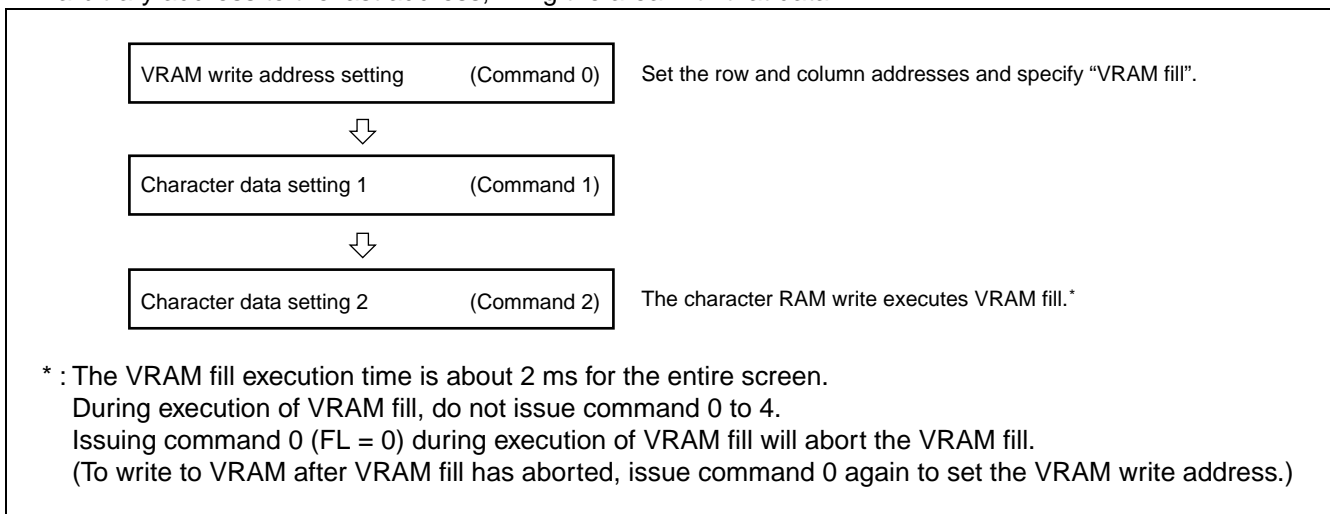 VRAM write address setting (Command 0) Set the row and column addresses and specify “VRAM fill”.
Character data setting 1 (Command 1)
Character data setting 2 (Command 2) The character RAM write executes VRAM fill.*
* : The VRAM fill execution time is about 2 ms for the entire screen.
During execution of VRAM fill, do not issue command 0 to 4.
Issuing command 0 (FL = 0) during execution of VRAM fill will abort the VRAM fill.
(To write to VRAM after VRAM fill has aborted, issue command 0 again to set the VRAM write address.)